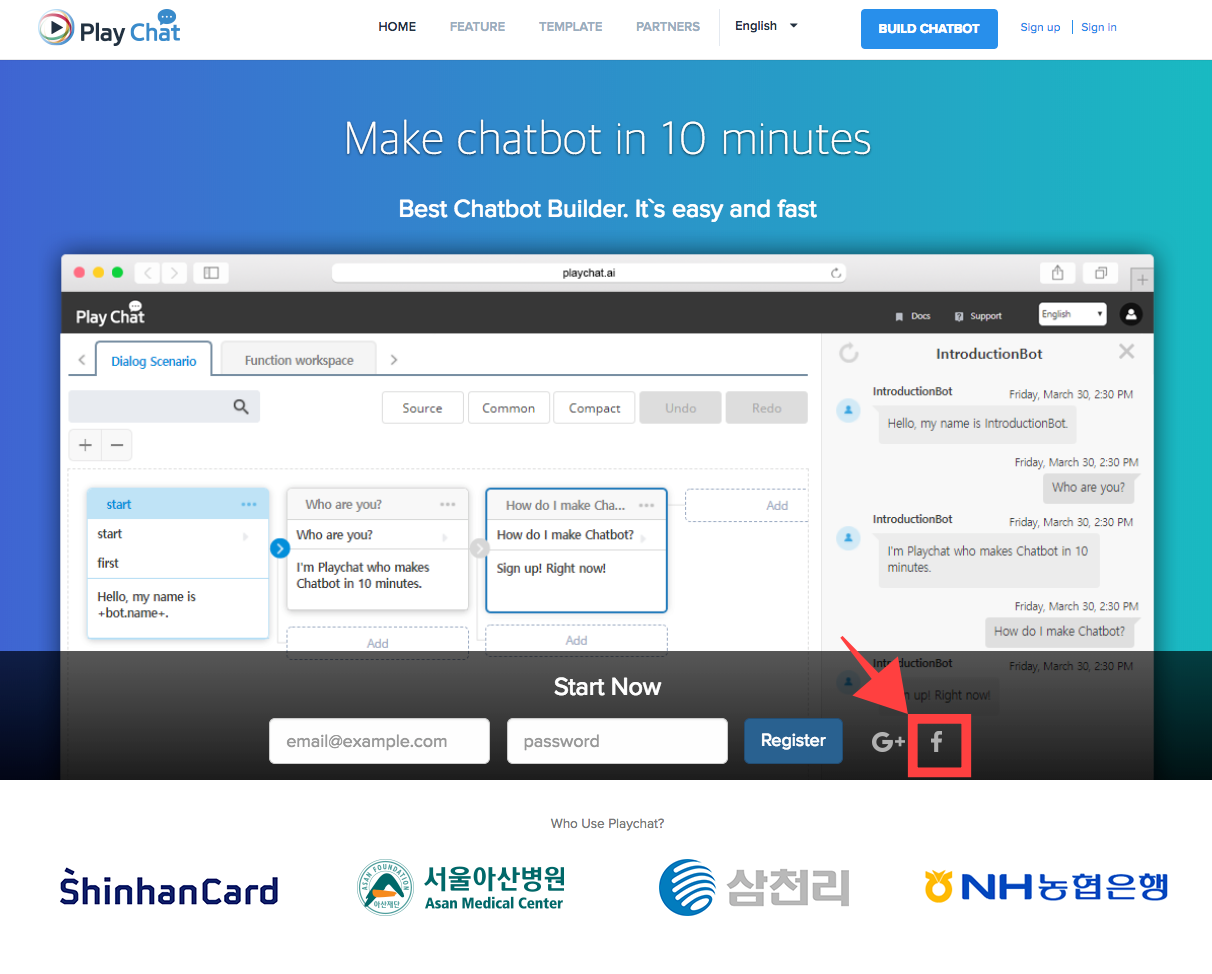 Play Chat
HOME FEATURE TEMPLATE PARTNERS English BUILD CHATBOT Sign up Sign in
Make chatbot in 10 minutes
Best Chatbot Builder. It`s easy and fast
playchat.ai
Play Chat
Docs Support English
Dialog Scenario Function workspace
Source Common Compact Undo Redo
start
start
first
Hello, my name is
+bot.name+.
Who are you?
Who are you?
I'm Playchat who makes
Chatbot in 10 minutes.
Add
How do I make Cha...
How do I make Chatbot?
Sign up! Right now!
Add
Add
IntroductionBot
IntroductionBot Friday, March 30, 2:30 PM
Hello, my name is IntroductionBot.
Friday, March 30, 2:30 PM
Who are you?
IntroductionBot Friday, March 30, 2:30 PM
I'm Playchat who makes Chatbot in 10
minutes.
Friday, March 30, 2:30 PM
How do I make Chatbot?
IntroductionBot Friday, March 30, 2:30 PM
up! Right now!
Start Now
email@example.com password Register G+ f
Who Use Playchat?
ShinhanCard
ASAN FOUNDATION
아산재단
서울아산병원
Asan Medical Center
삼천리
NH농협은행